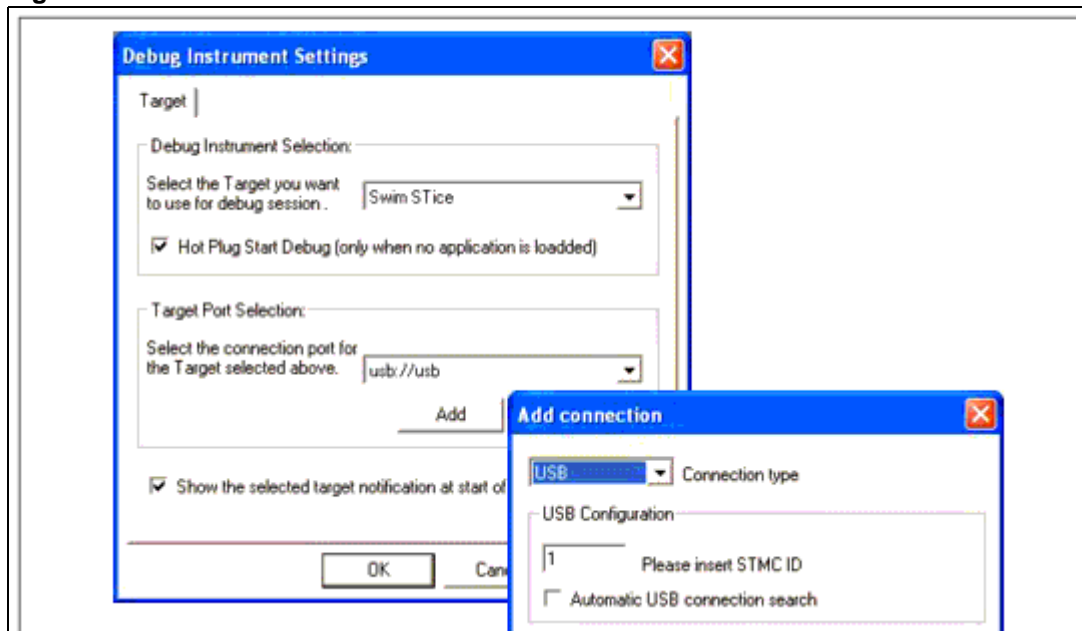 Debug Instrument Settings
Target
Debug Instrument Selection:
Select the Target you want
to use for debug session .
Swim STice
Hot Plug Start Debug (only when no application is loadded)
Target Port Selection:
Select the connection port for
the Target selected above.
usb://usb
Add
Show the selected target notification at start of
OK
Add connection
USB
Connection type
USB Configuration
1
Please insert STMC ID
Automatic USB connection search